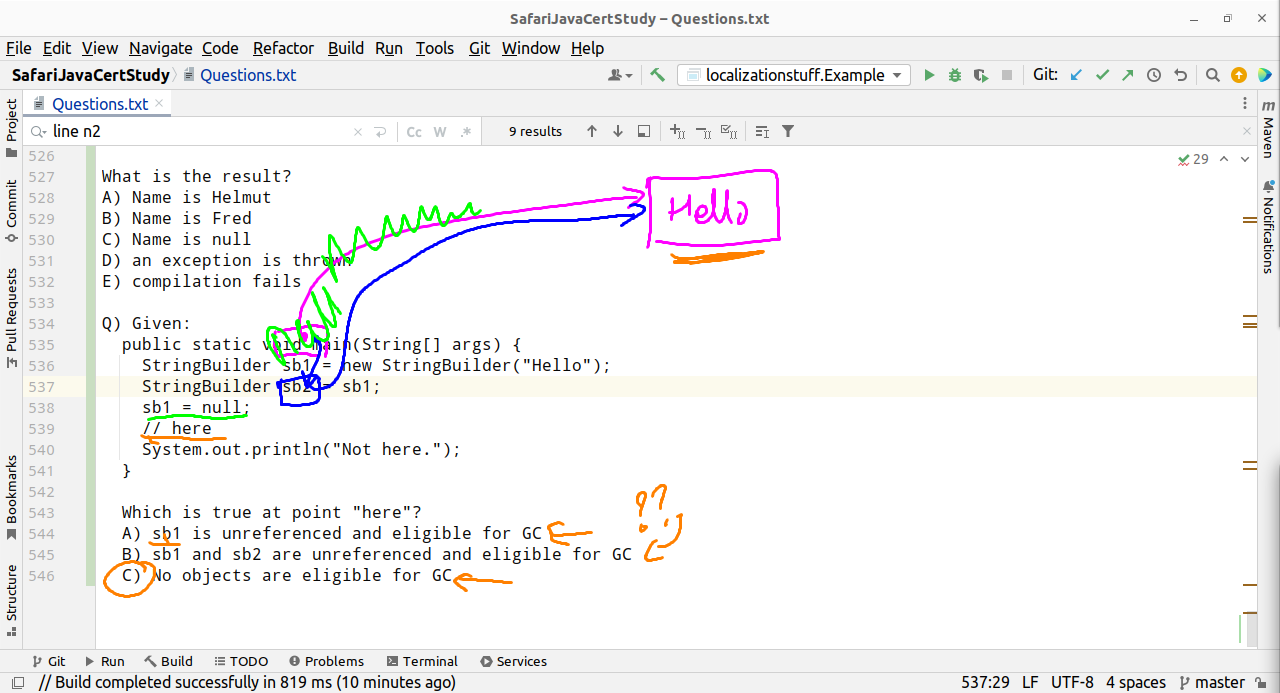 SafariJavaCertStudy – Questions.txt
File Edit View Navigate Code Refactor Build Run Tools Git Window Help
SafariJavaCertStudy Questions.txt localizationstuff.Example Git:
Questions.txt
line n2 Cc W .* 9 results
526
29
527 What is the result?
528 A) Name is Helmut
529 B) Name is Fred
530 C) Name is null
531 D) an exception is thrown
532 E) compilation fails
533
534 Q) Given:
535 public static void main(String[] args) {
536 StringBuilder sb1 = new StringBuilder("Hello");
537 StringBuilder sb2 = sb1;
538 sb1 = null;
539 // here
540 System.out.println("Not here.");
541 }
542
543 Which is true at point "here"?
544 A) sb1 is unreferenced and eligible for GC
545 B) sb1 and sb2 are unreferenced and eligible for GC
546 C) No objects are eligible for GC
Hello
??
Project
Commit
Pull Requests
Bookmarks
Structure
m
Maven
Notifications
Git Run Build TODO Problems Terminal Services
// Build completed successfully in 819 ms (10 minutes ago) 537:29 LF UTF-8 4 spaces master